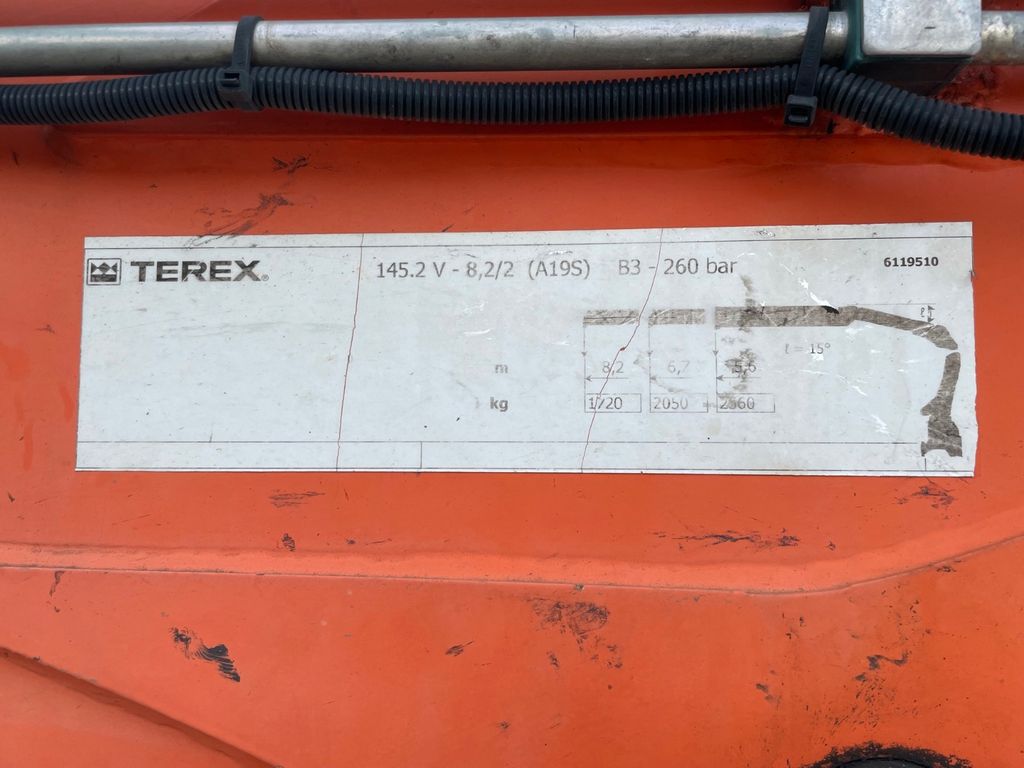 TEREX® 145.2 V - 8,2/2 (A19S) B3 - 260 bar 6119510
ℓ = 15°
m 8,2 6,7 5,6
kg 1720 2050 2560